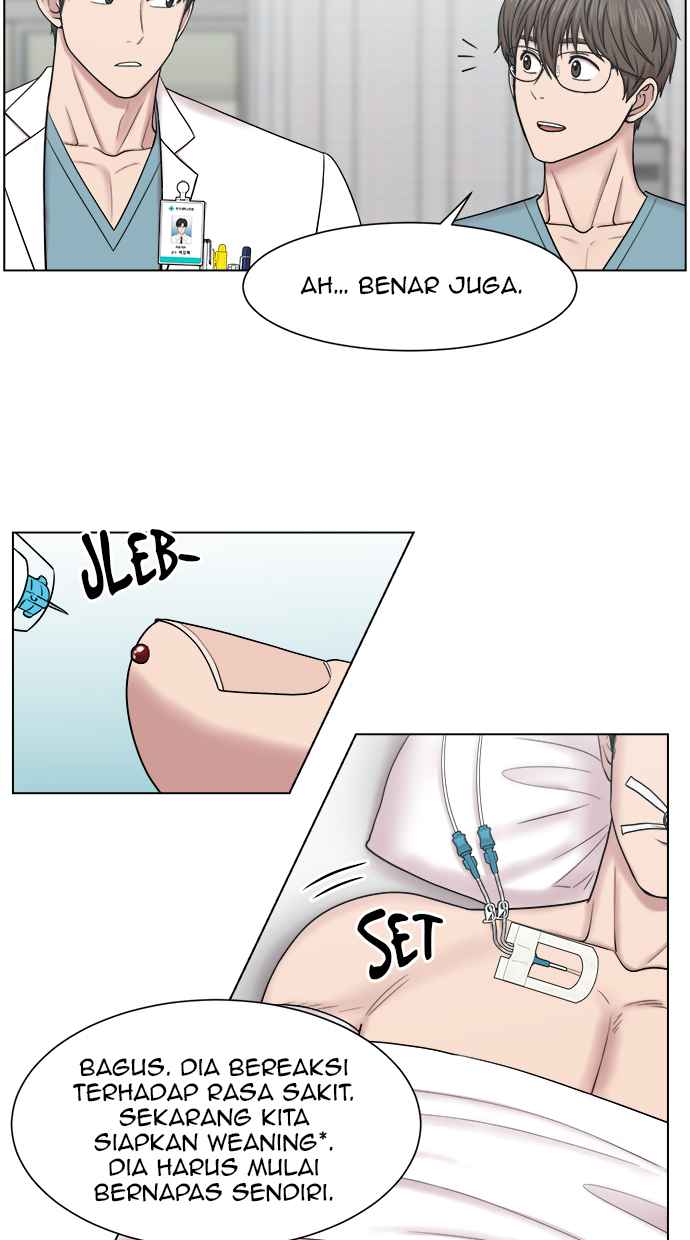 AH... BENAR JUGA.
JLEB-
SET
BAGUS. DIA BEREAKSI
TERHADAP RASA SAKIT.
SEKARANG KITA
SIAPKAN WEANING*.
DIA HARUS MULAI
BERNAPAS SENDIRI.